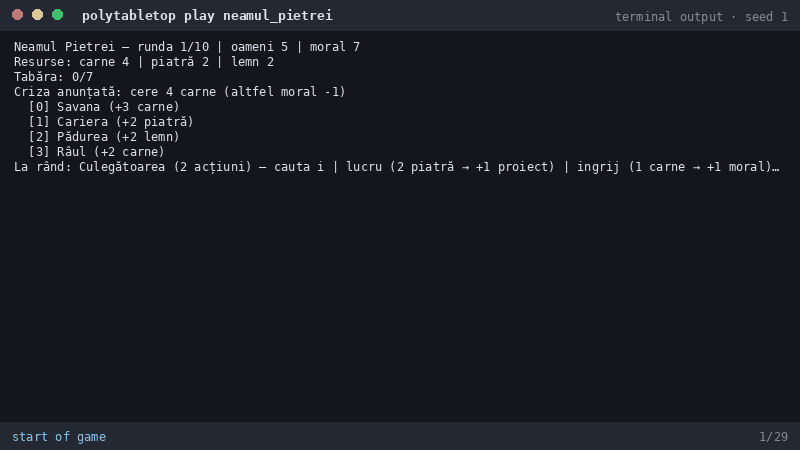 polytabletop play neamul_pietrei
terminal output · seed 1
Neamul Pietrei — runda 1/10 | oameni 5 | moral 7
Resurse: carne 4 | piatră 2 | lemn 2
Tabăra: 0/7
Criza anunțată: cere 4 carne (altfel moral -1)
[0] Savana (+3 carne)
[1] Cariera (+2 piatră)
[2] Pădurea (+2 lemn)
[3] Râul (+2 carne)
La rând: Culegătoarea (2 acțiuni) — cauta i | lucru (2 piatră → +1 proiect) | ingrij (1 carne → +1 moral)…
start of game
1/29